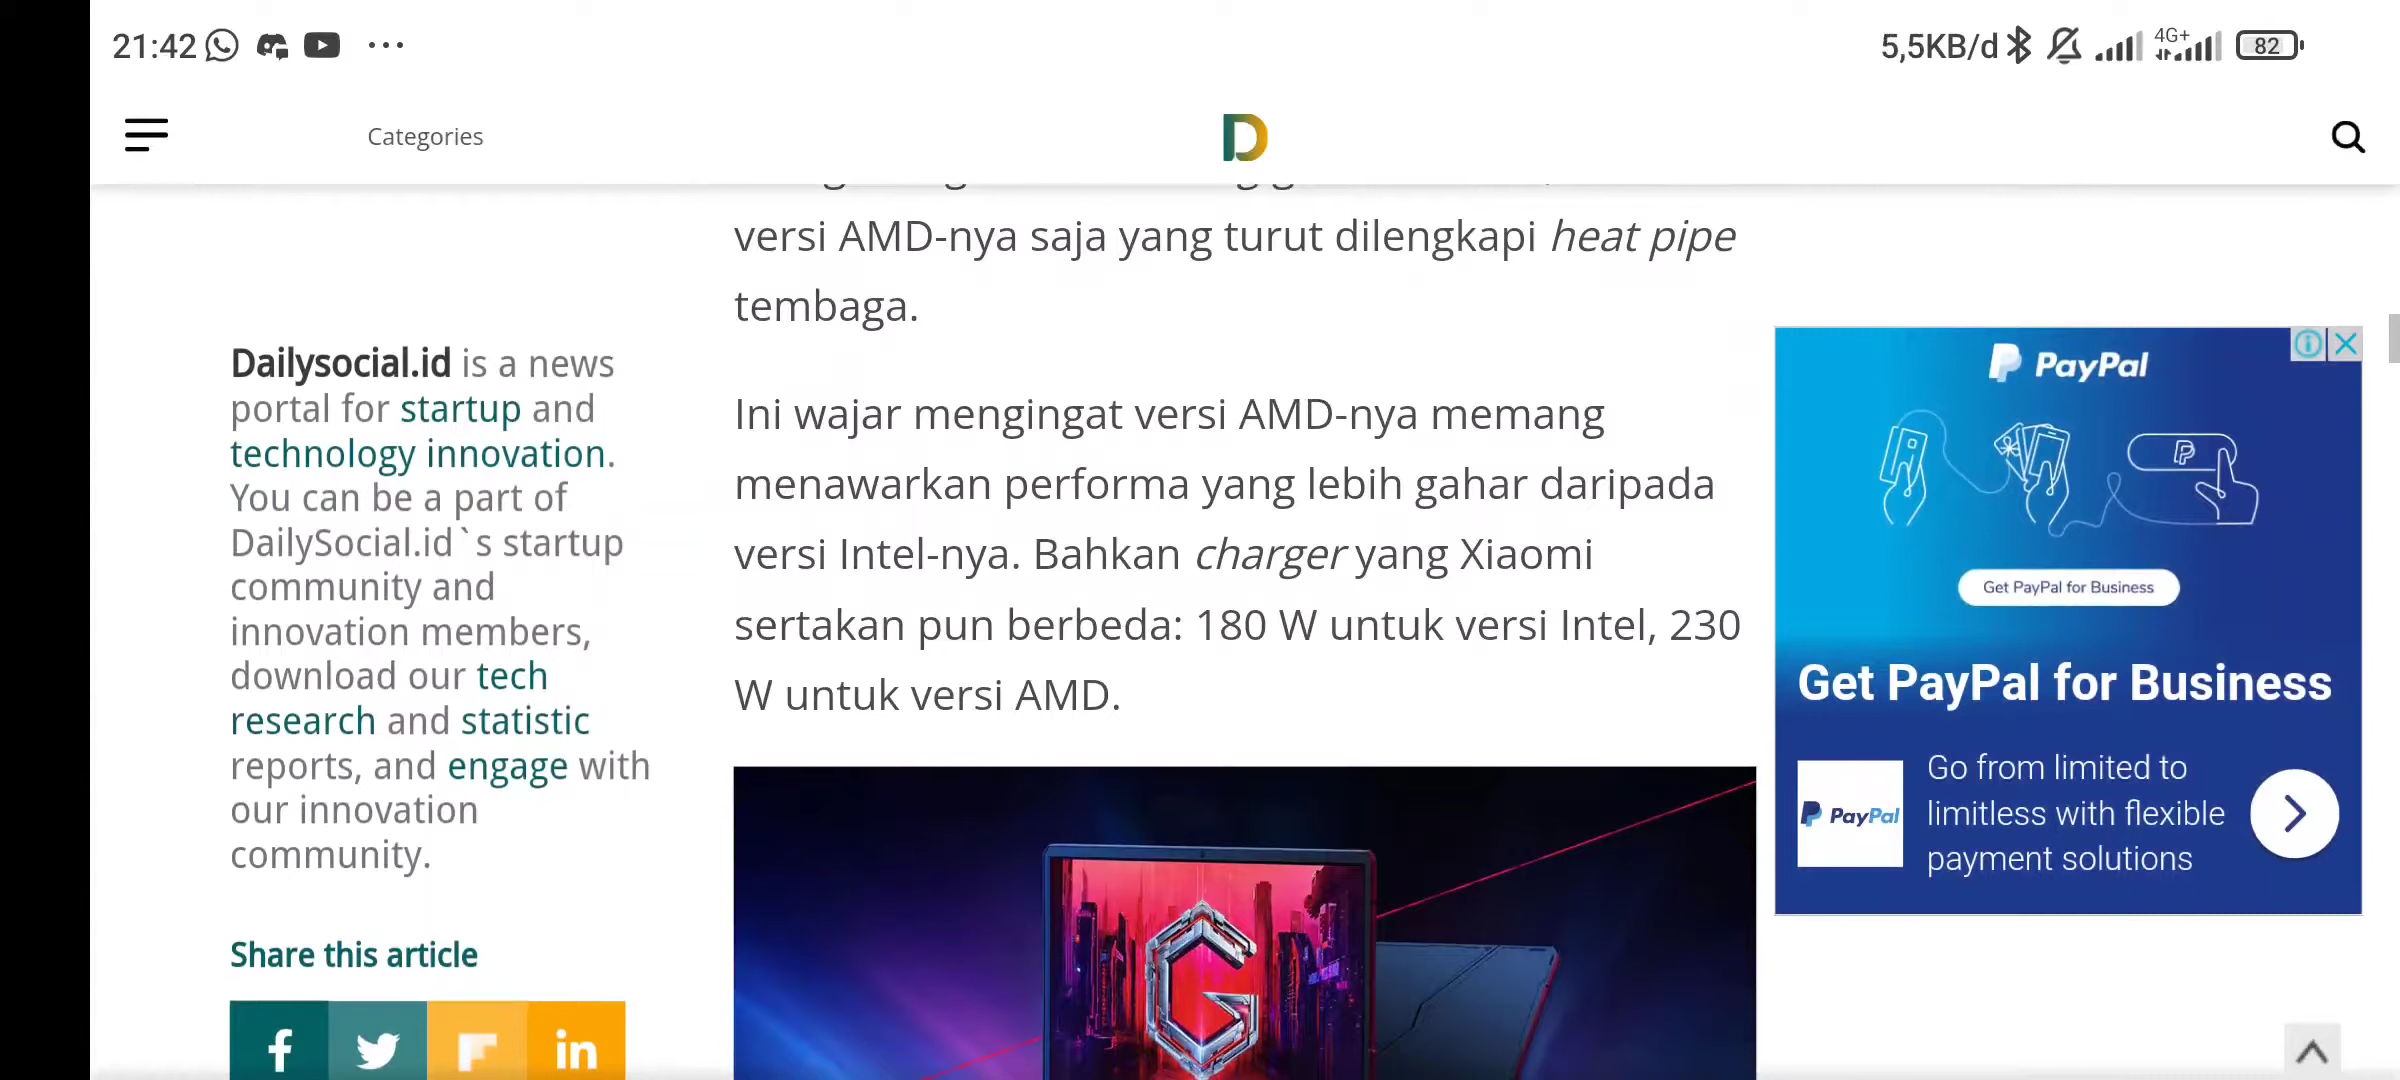 21:42
5,5KB/d
4G+
82
Categories
versi AMD-nya saja yang turut dilengkapi heat pipe
tembaga.
Ini wajar mengingat versi AMD-nya memang
menawarkan performa yang lebih gahar daripada
versi Intel-nya. Bahkan charger yang Xiaomi
sertakan pun berbeda: 180 W untuk versi Intel, 230
W untuk versi AMD.
Dailysocial.id is a news
portal for startup and
technology innovation.
You can be a part of
DailySocial.id`s startup
community and
innovation members,
download our tech
research and statistic
reports, and engage with
our innovation
community.
Share this article
PayPal
Get PayPal for Business
Get PayPal for Business
PayPal
Go from limited to
limitless with flexible
payment solutions